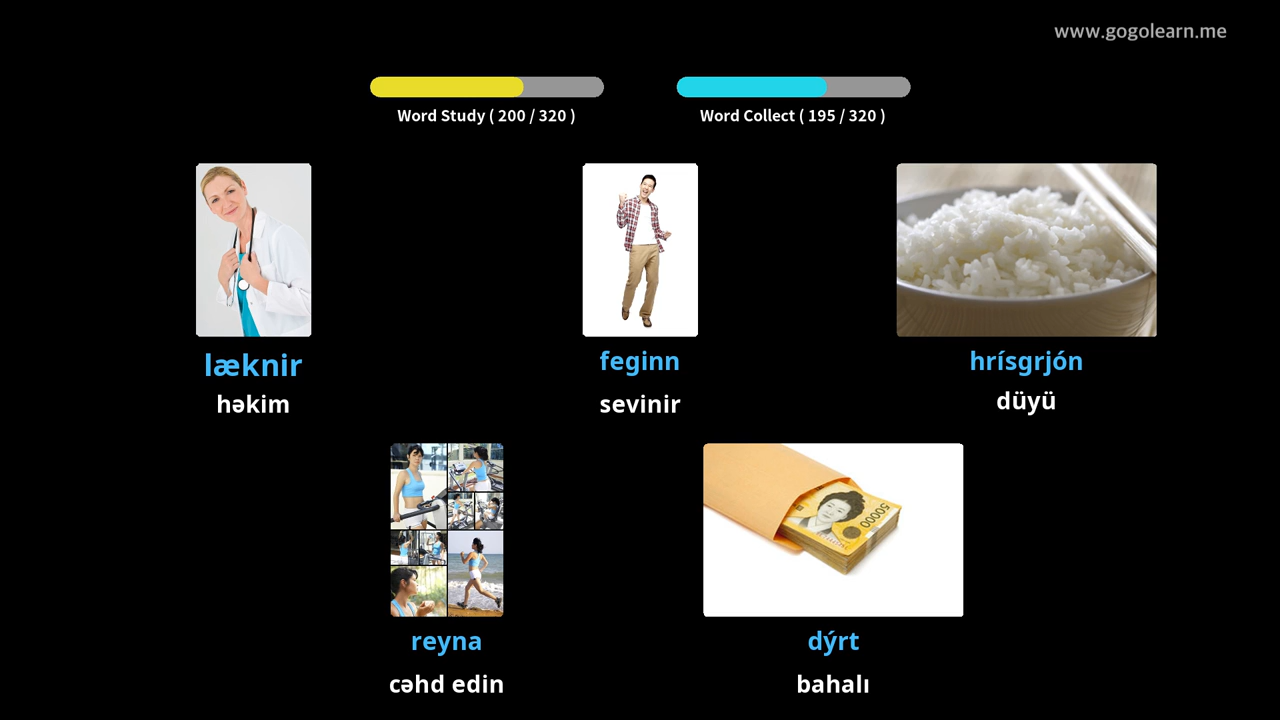 www.gogolearn.me
Word Study ( 200 / 320 )
Word Collect ( 195 / 320 )
læknir
həkim
feginn
sevinir
hrísgrjón
düyü
reyna
cəhd edin
50000
dýrt
bahalı